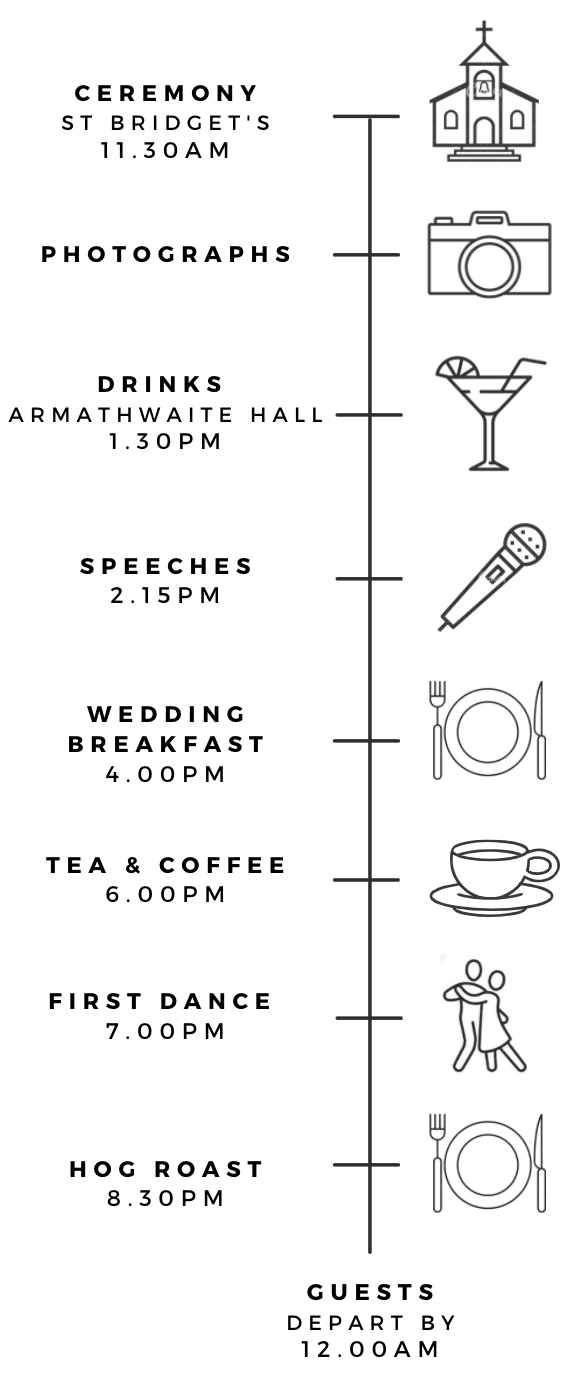 CEREMONY
ST BRIDGET'S
11.30AM
PHOTOGRAPHS
DRINKS
ARMATHWAITE HALL
1.30PM
SPEECHES
2.15PM
WEDDING
BREAKFAST
4.00PM
TEA & COFFEE
6.00PM
FIRST DANCE
7.00PM
HOG ROAST
8.30PM
GUESTS
DEPART BY
12.00AM